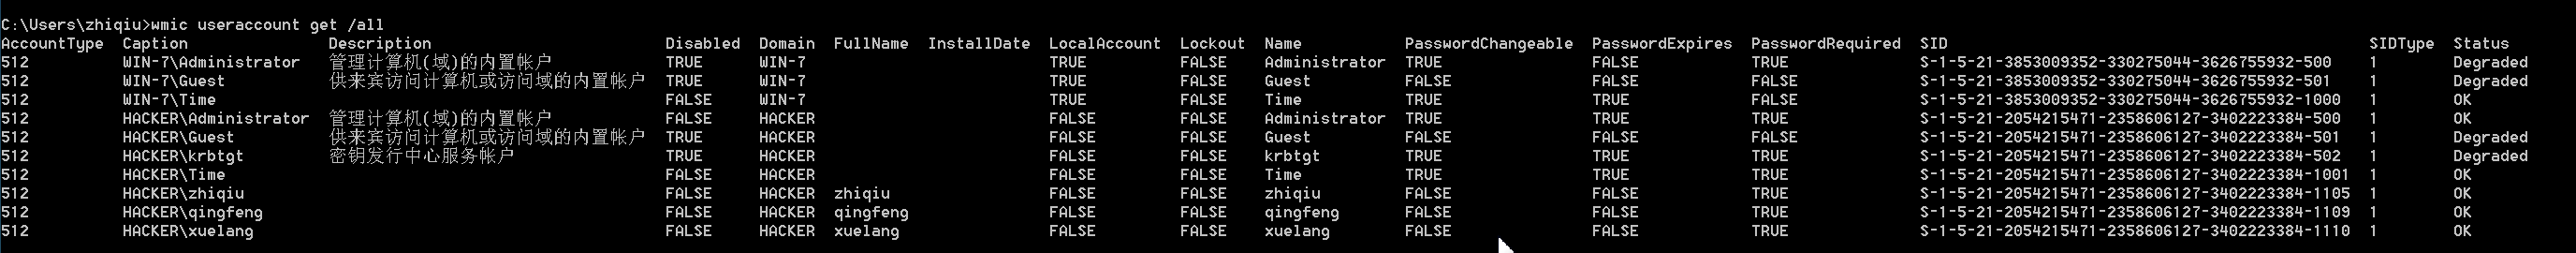 C:\Users\zhiqiu>wmic useraccount get /all
AccountType  Caption               Description                         Disabled  Domain  FullName  InstallDate  LocalAccount  Lockout  Name           PasswordChangeable  PasswordExpires  PasswordRequired  SID                                             SIDType  Status
512          WIN-7\Administrator   管理计算机(域)的内置帐户            TRUE      WIN-7                          TRUE          FALSE    Administrator  TRUE                FALSE            TRUE              S-1-5-21-3853009352-330275044-3626755932-500    1        Degraded
512          WIN-7\Guest           供来宾访问计算机或访问域的内置帐户  TRUE      WIN-7                          TRUE          FALSE    Guest          FALSE               FALSE            FALSE             S-1-5-21-3853009352-330275044-3626755932-501    1        Degraded
512          WIN-7\Time                                                FALSE     WIN-7                          TRUE          FALSE    Time           TRUE                TRUE             FALSE             S-1-5-21-3853009352-330275044-3626755932-1000   1        OK
512          HACKER\Administrator  管理计算机(域)的内置帐户            FALSE     HACKER                         FALSE         FALSE    Administrator  TRUE                FALSE            TRUE              S-1-5-21-2054215471-2358606127-3402223384-500   1        OK
512          HACKER\Guest          供来宾访问计算机或访问域的内置帐户  TRUE      HACKER                         FALSE         FALSE    Guest          FALSE               FALSE            FALSE             S-1-5-21-2054215471-2358606127-3402223384-501   1        Degraded
512          HACKER\krbtgt         密钥发行中心服务帐户                TRUE      HACKER                         FALSE         FALSE    krbtgt         TRUE                TRUE             TRUE              S-1-5-21-2054215471-2358606127-3402223384-502   1        Degraded
512          HACKER\Time                                               FALSE     HACKER                         FALSE         FALSE    Time           TRUE                TRUE             FALSE             S-1-5-21-2054215471-2358606127-3402223384-1001  1        OK
512          HACKER\zhiqiu                                             FALSE     HACKER  zhiqiu                 FALSE         FALSE    zhiqiu         FALSE               FALSE            TRUE              S-1-5-21-2054215471-2358606127-3402223384-1105  1        OK
512          HACKER\qingfeng                                           FALSE     HACKER  qingfeng               FALSE         FALSE    qingfeng       FALSE               FALSE            TRUE              S-1-5-21-2054215471-2358606127-3402223384-1109  1        OK
512          HACKER\xuelang                                            FALSE     HACKER  xuelang                FALSE         FALSE    xuelang        FALSE               FALSE            TRUE              S-1-5-21-2054215471-2358606127-3402223384-1110  1        OK